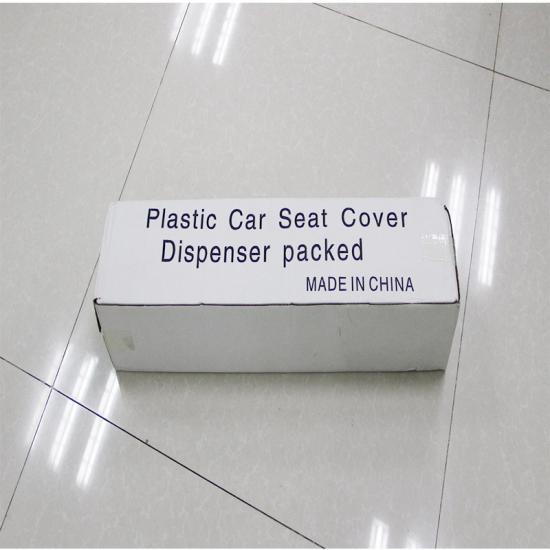 Plastic Car Seat Cover
Dispenser packed
MADE IN CHINA